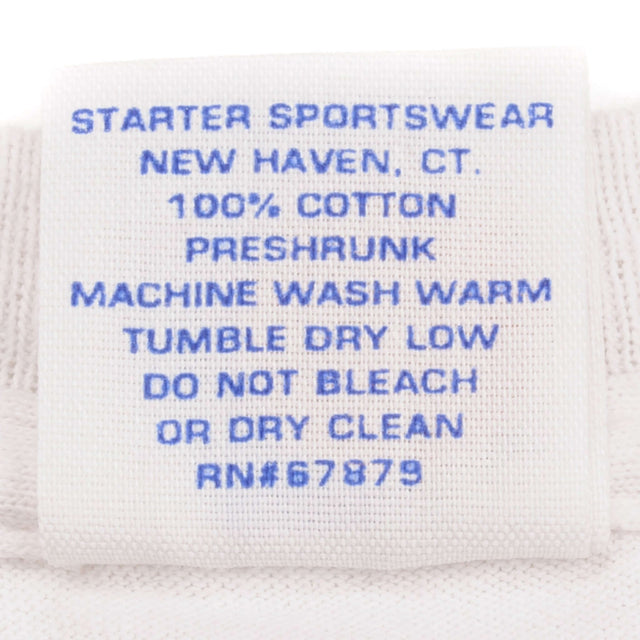 STARTER SPORTSWEAR
NEW HAVEN, CT.
100% COTTON
PRESHRUNK
MACHINE WASH WARM
TUMBLE DRY LOW
DO NOT BLEACH
OR DRY CLEAN
RN#67879